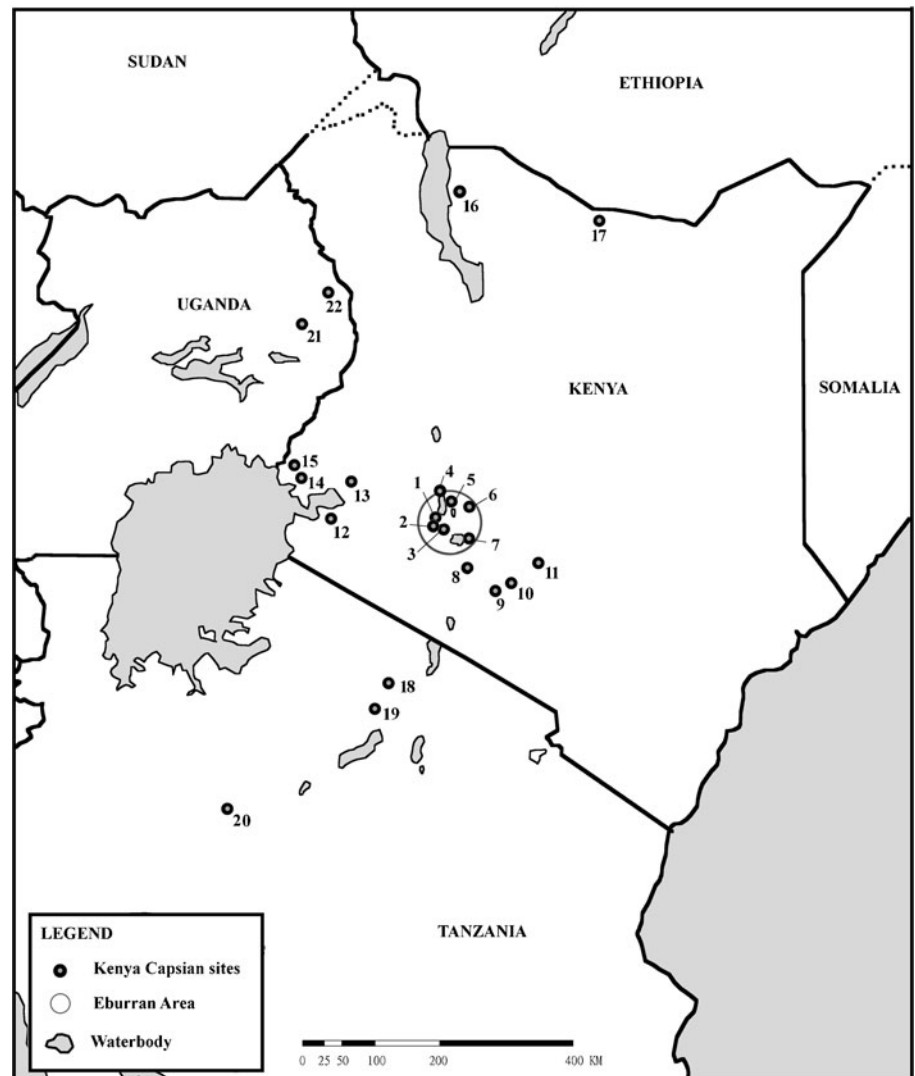 SUDAN
ETHIOPIA
16
17
22
UGANDA
21
KENYA
SOMALIA
15
4
14
13
1
5
6
12
2
3
7
8
11
10
9
18
19
20
LEGEND
TANZANIA
Kenya Capsian sites
Eburran Area
Waterbody
0 25 50 100 200 400 KM